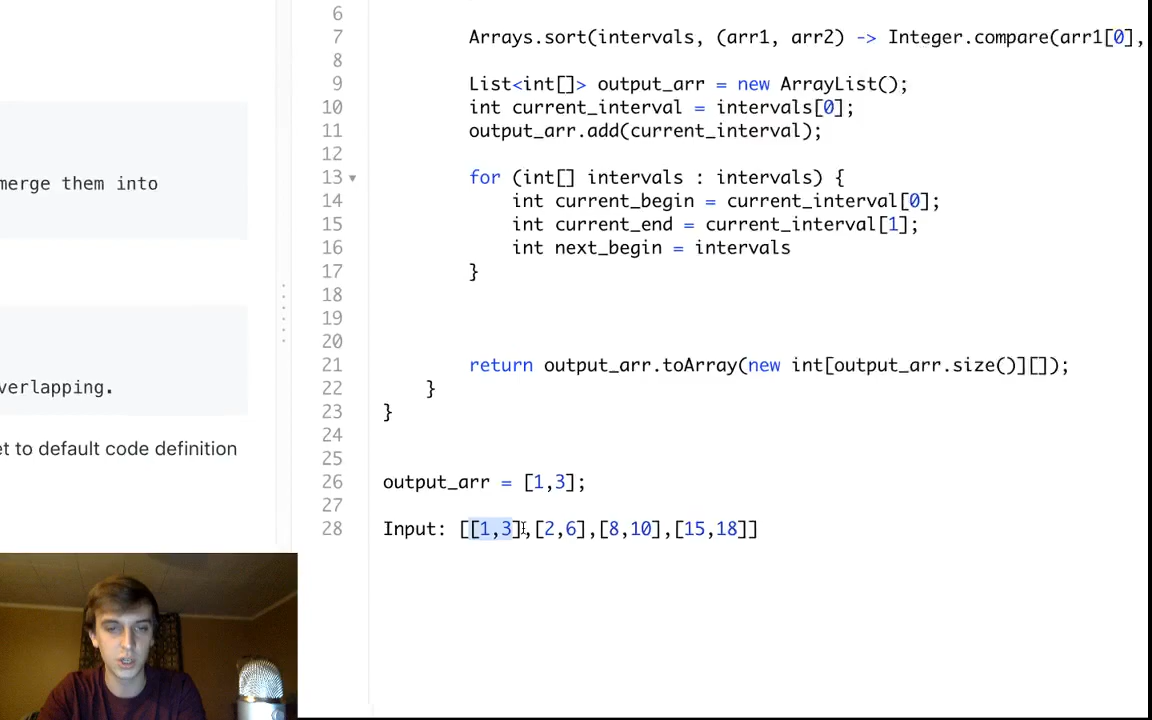 6
7 Arrays.sort(intervals, (arr1, arr2) -> Integer.compare(arr1[0],
8
9 List<int[]> output_arr = new ArrayList();
10 int current_interval = intervals[0];
11 output_arr.add(current_interval);
12
merge them into
13 for (int[] intervals : intervals) {
14 int current_begin = current_interval[0];
15 int current_end = current_interval[1];
16 int next_begin = intervals
17 }
18
19
20
21 return output_arr.toArray(new int[output_arr.size()][]);
verlapping.
22 }
23 }
24
et to default code definition
25
26 output_arr = [1,3];
27
28 Input: [[1,3],[2,6],[8,10],[15,18]]